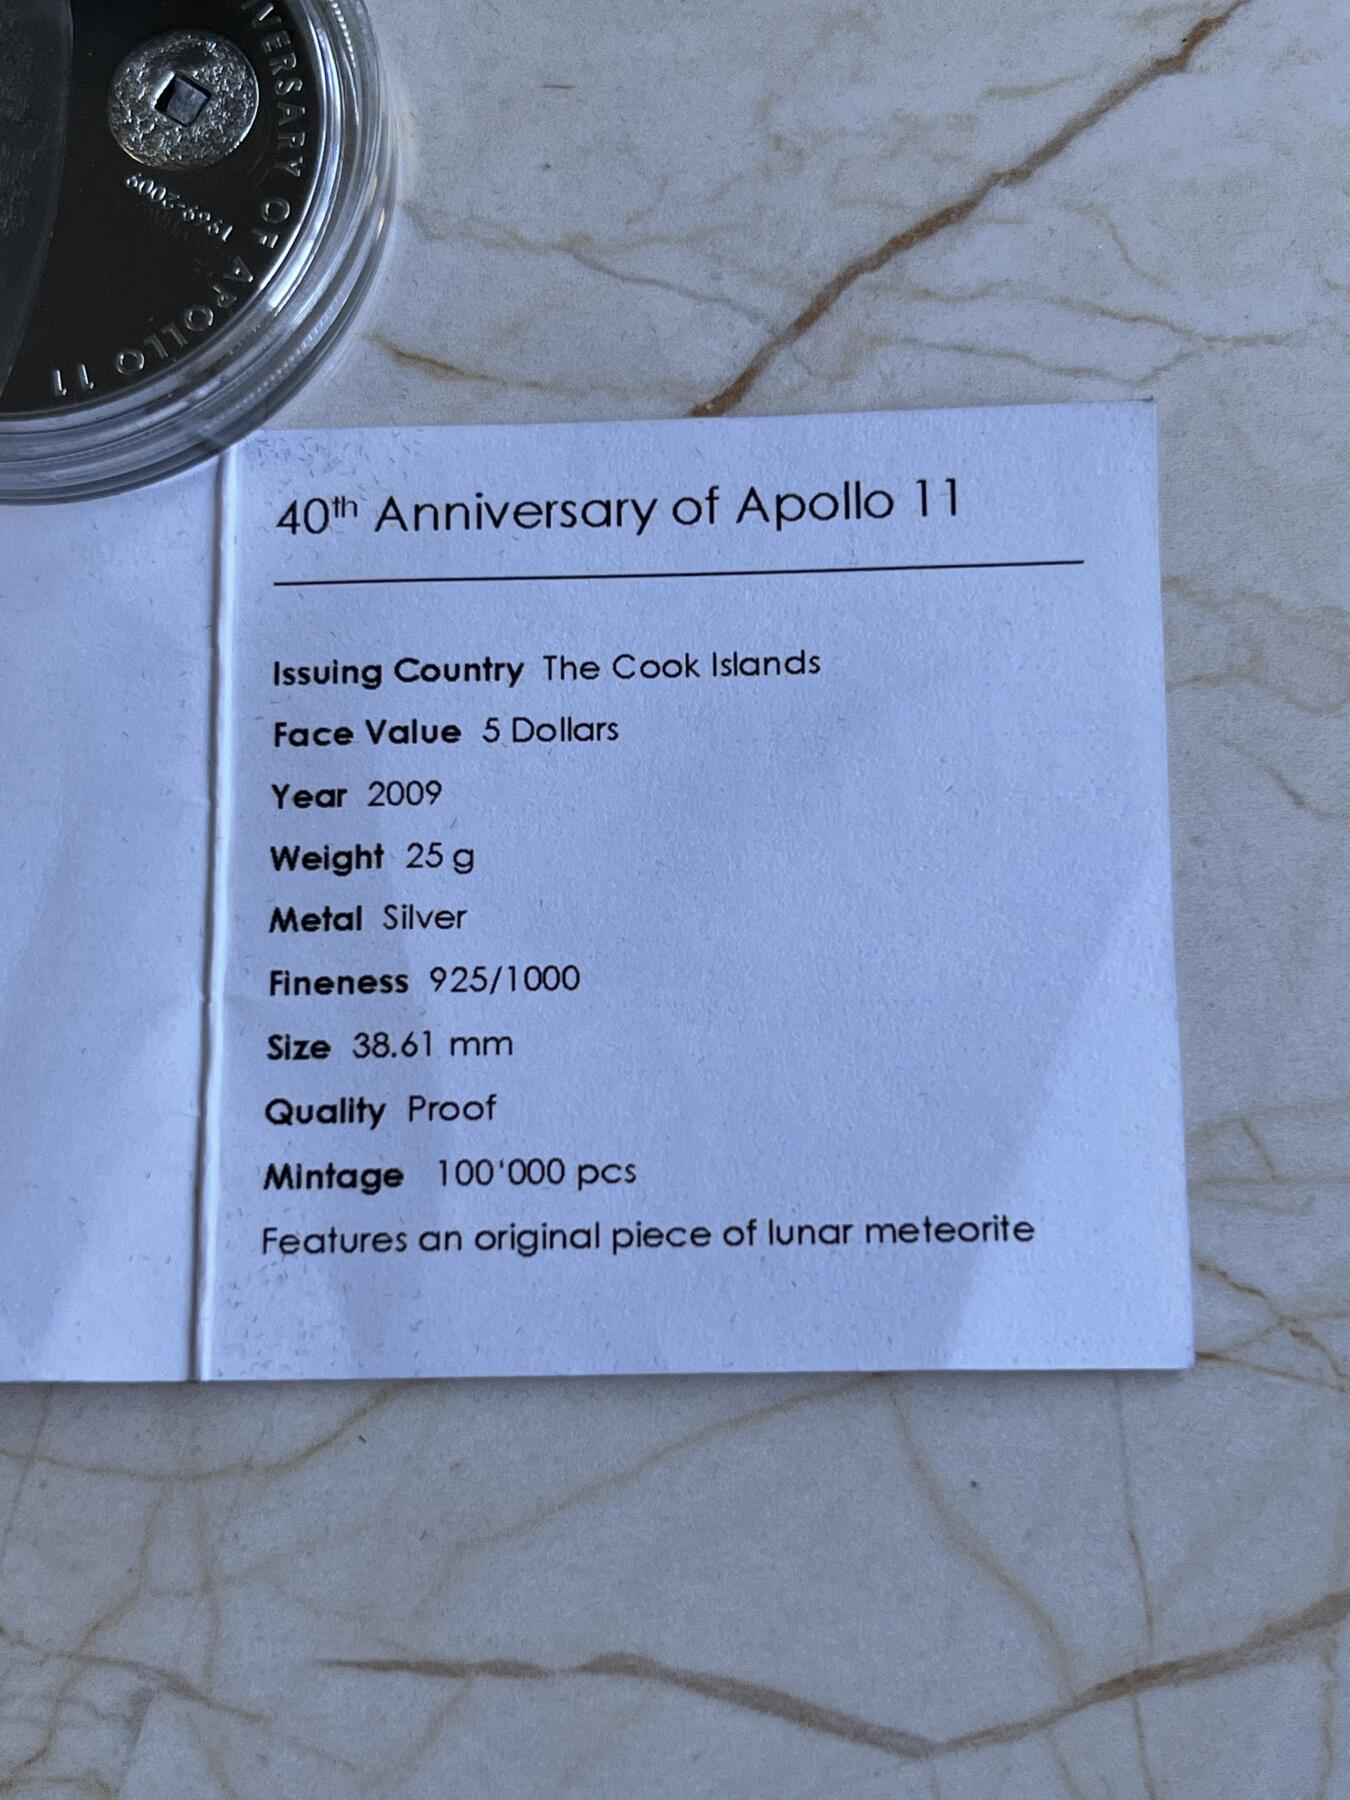 IVERSARY OF APOLLO 11
1969-2009
40th Anniversary of Apollo 11
Issuing Country The Cook Islands
Face Value 5 Dollars
Year 2009
Weight 25 g
Metal Silver
Fineness 925/1000
Size 38.61 mm
Quality Proof
Mintage 100'000 pcs
Features an original piece of lunar meteorite